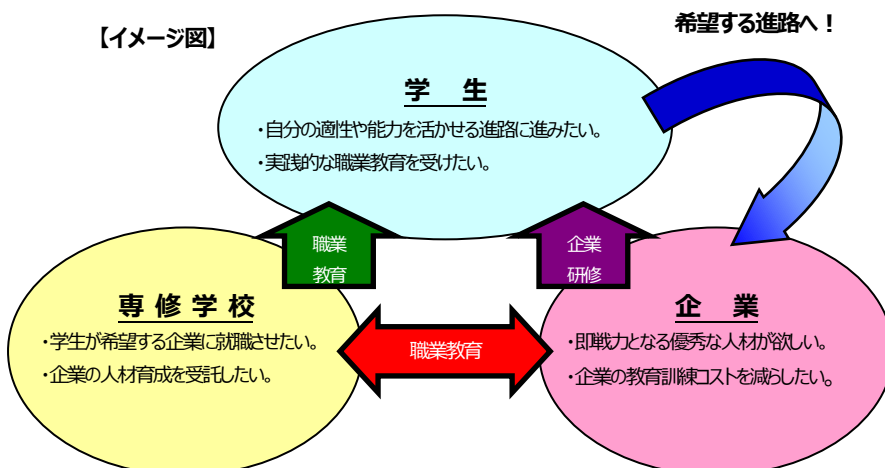 【イメージ図】
希望する進路へ！
学　生
・自分の適性や能力を活かせる進路に進みたい。
・実践的な職業教育を受けたい。
職業
教育
企業
研修
専修学校
・学生が希望する企業に就職させたい。
・企業の人材育成を受託したい。
職業教育
企　業
・即戦力となる優秀な人材が欲しい。
・企業の教育訓練コストを減らしたい。